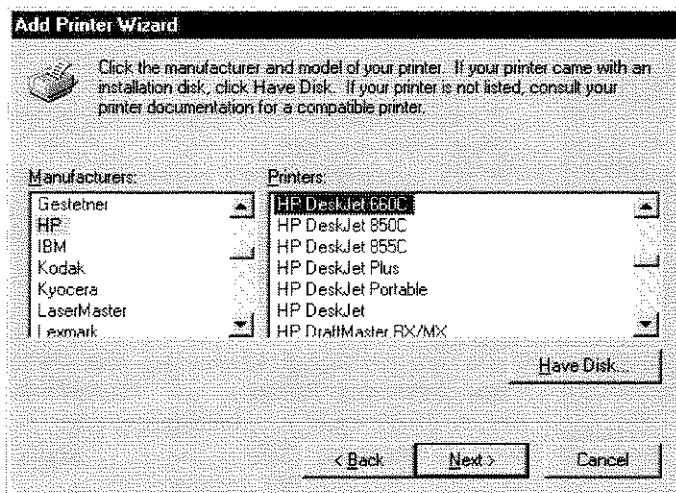 Add Printer Wizard
Click the manufacturer and model of your printer. If your printer came with an
installation disk, click Have Disk. If your printer is not listed, consult your
printer documentation for a compatible printer.
Manufacturers:
Printers:
Gestetner
HP
IBM
Kodak
Kyocera
LaserMaster
Lexmark
HP DeskJet 660C
HP DeskJet 850C
HP DeskJet 855C
HP DeskJet Plus
HP DeskJet Portable
HP DeskJet
HP DraftMaster RX/MX
Have Disk...
< Back
Next >
Cancel